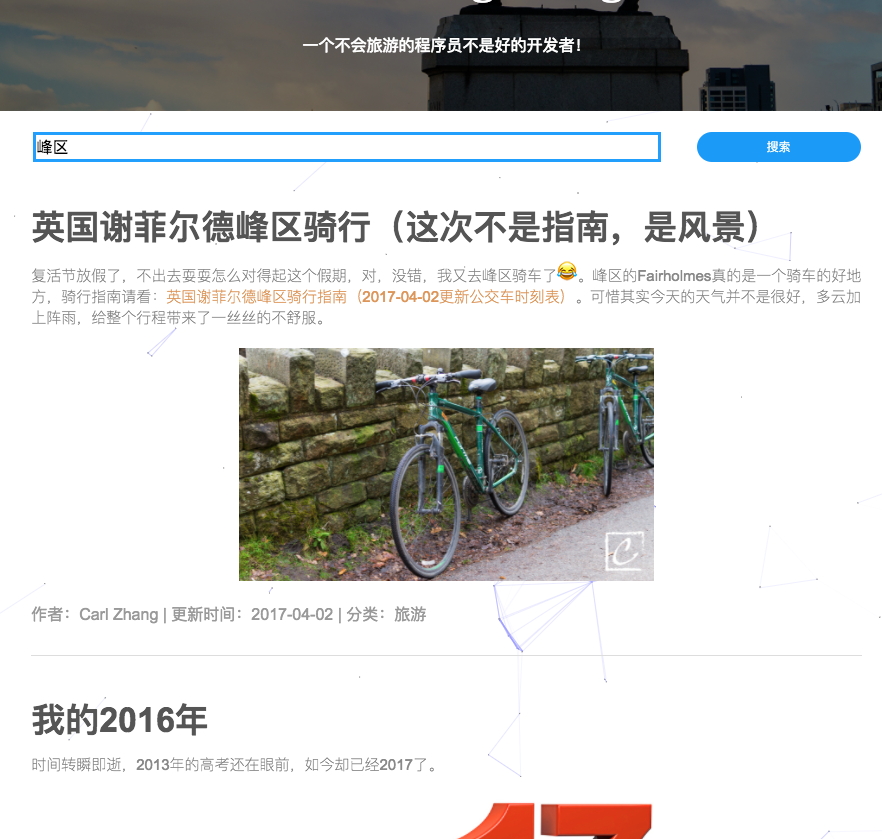 一个不会旅游的程序员不是好的开发者！
峰区
搜索
英国谢菲尔德峰区骑行（这次不是指南，是风景）
复活节放假了，不出去耍耍怎么对得起这个假期，对，没错，我又去峰区骑车了😂。峰区的Fairholmes真的是一个骑车的好地
方，骑行指南请看：英国谢菲尔德峰区骑行指南（2017-04-02更新公交车时刻表）。可惜其实今天的天气并不是很好，多云加
上阵雨，给整个行程带来了一丝丝的不舒服。
作者：Carl Zhang | 更新时间：2017-04-02 | 分类：旅游
我的2016年
时间转瞬即逝，2013年的高考还在眼前，如今却已经2017了。